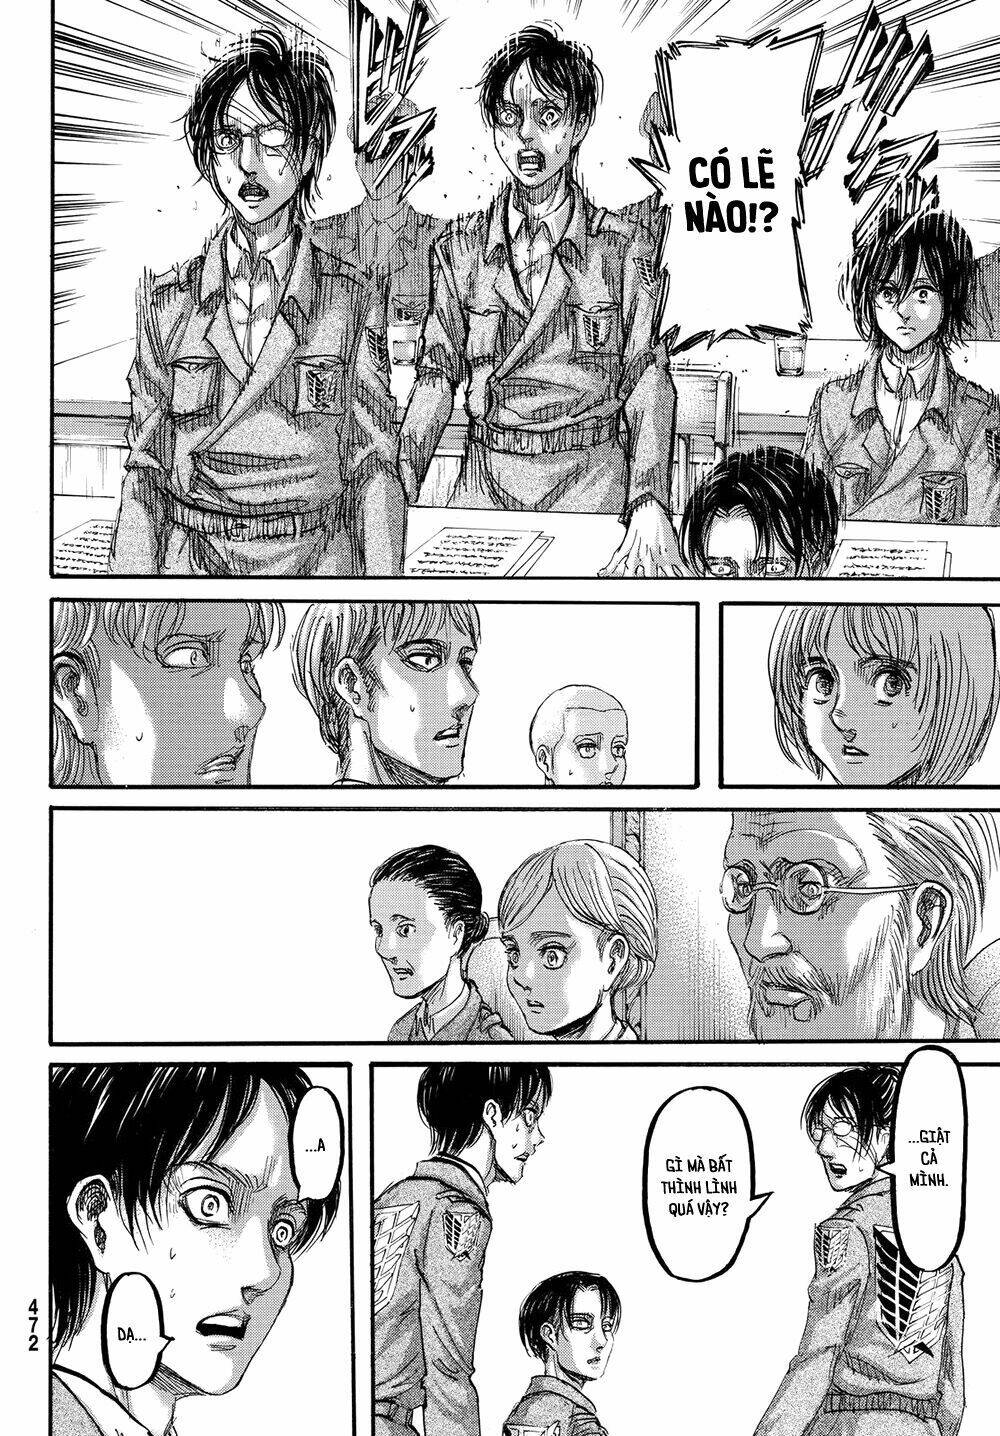 CÓ LẼ
NÀO!?
...GIẬT
CẢ
MÌNH.
GÌ MÀ BẤT
THÌNH LÌNH
QUÁ VẬY?
...A
DẠ...
472